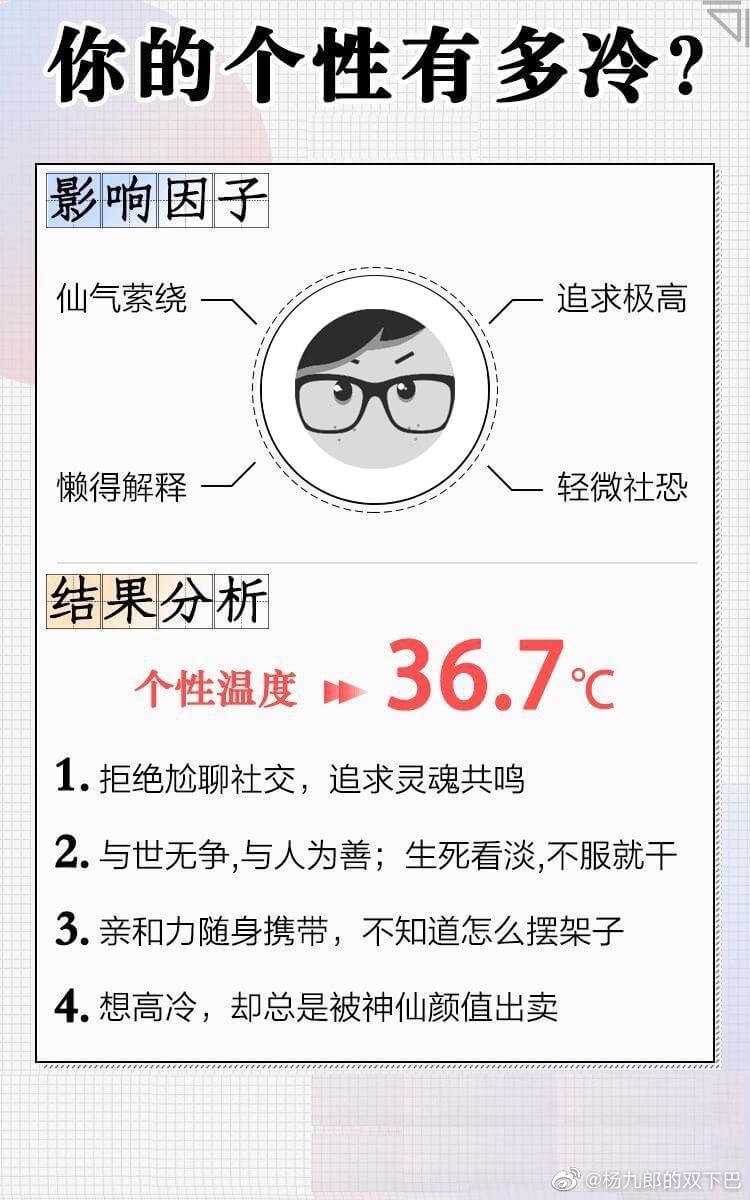 你的个性有多冷?
影响因子
仙气萦绕
追求极高
懒得解释
轻微社恐
结果分析
个性温度 36.7℃
1. 拒绝尬聊社交，追求灵魂共鸣
2. 与世无争,与人为善；生死看淡,不服就干
3. 亲和力随身携带，不知道怎么摆架子
4. 想高冷，却总是被神仙颜值出卖
@杨九郎的双下巴